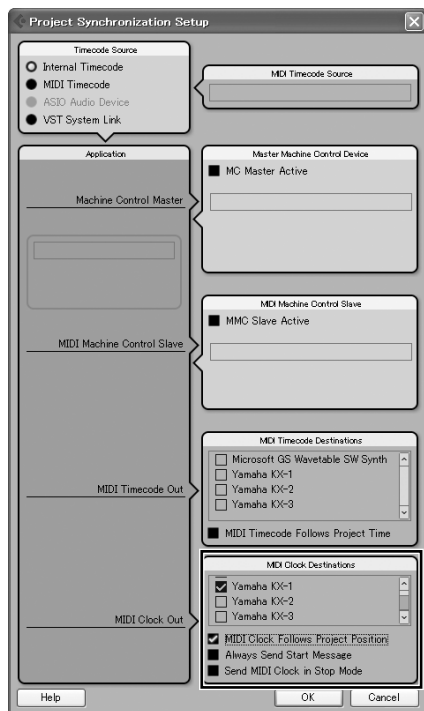 Project Synchronization Setup
Timecode Source
Internal Timecode
MIDI Timecode
ASIO Audio Device
VST System Link
MIDI Timecode Source
Application
Machine Control Master
MIDI Machine Control Slave
MIDI Timecode Out
MIDI Clock Out
Master Machine Control Device
MC Master Active
MIDI Machine Control Slave
MMC Slave Active
MIDI Timecode Destinations
Microsoft GS Wavetable SW Synth
Yamaha KX-1
Yamaha KX-2
Yamaha KX-3
MIDI Timecode Follows Project Time
MIDI Clock Destinations
Yamaha KX-1
Yamaha KX-2
Yamaha KX-3
MIDI Clock Follows Project Position
Always Send Start Message
Send MIDI Clock in Stop Mode
Help
OK
Cancel